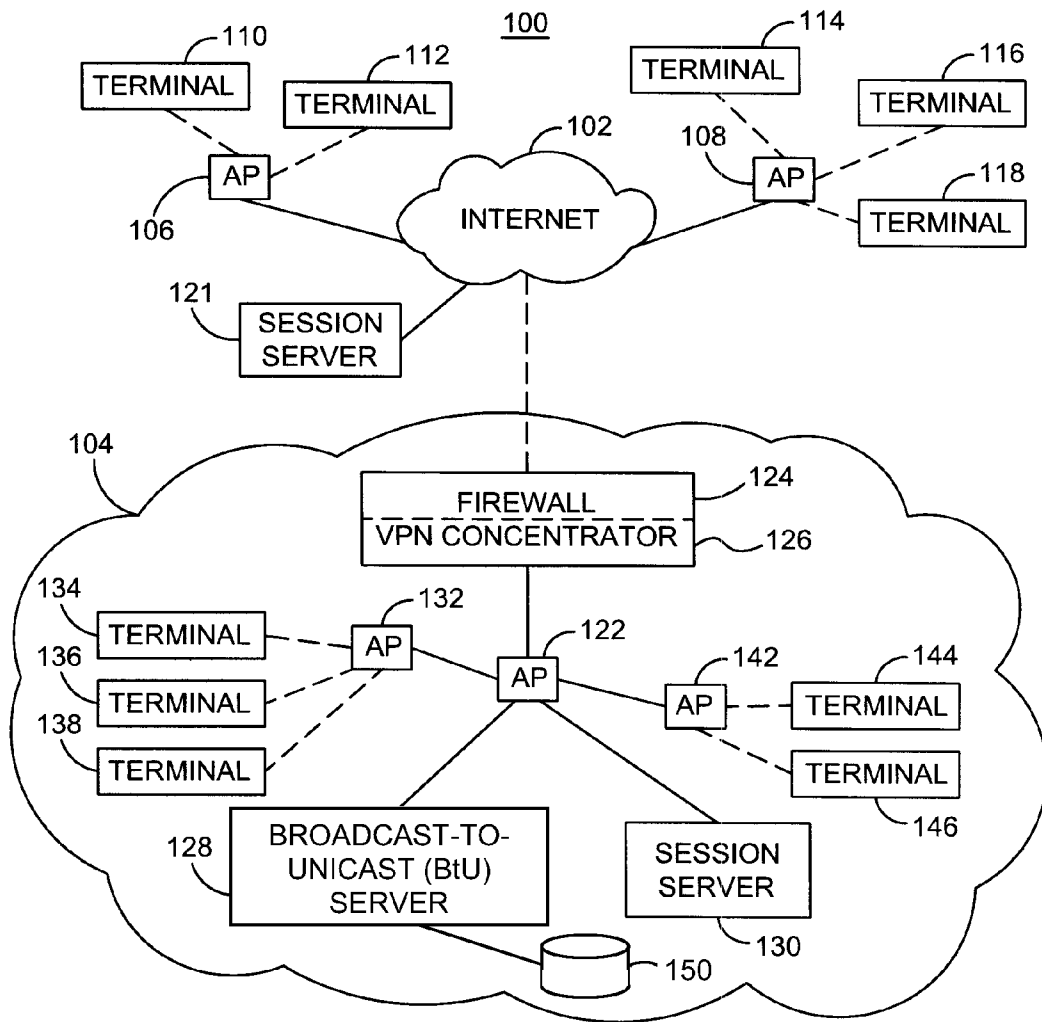 100
110
TERMINAL
112
TERMINAL
114
TERMINAL
116
TERMINAL
102
108
AP
AP
106
INTERNET
118
TERMINAL
121
SESSION
SERVER
104
FIREWALL
124
VPN CONCENTRATOR
126
134
TERMINAL
132
AP
122
AP
136
TERMINAL
142
AP
144
TERMINAL
138
TERMINAL
TERMINAL
146
128
BROADCAST-TO-
UNICAST (BtU)
SERVER
SESSION
SERVER
130
150